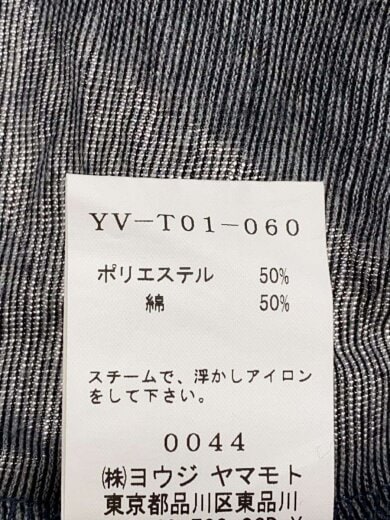 YV-T01-060
ポリエステル 50%
綿 50%
スチームで、浮かしアイロン
をして下さい。
0044
㈱ヨウジ ヤマモト
東京都品川区東品川